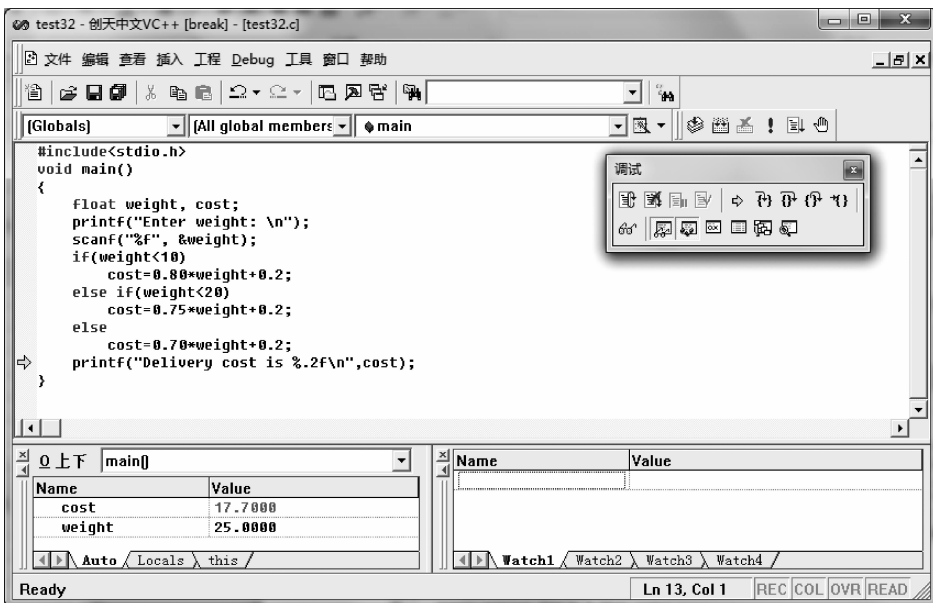 test32 - 创天中文VC++ [break] - [test32.c]
文件 编辑 查看 插入 工程 Debug 工具 窗口 帮助
[Globals] [All global members main
#include<stdio.h>
void main()
{
float weight, cost;
printf("Enter weight: \n");
scanf("%f", &weight);
if(weight<10)
cost=0.80*weight+0.2;
else if(weight<20)
cost=0.75*weight+0.2;
else
cost=0.70*weight+0.2;
printf("Delivery cost is %.2f\n",cost);
}
调试
0上下 main()
Name Value
cost 17.7000
weight 25.0000
Auto Locals this
Name Value
Watch1 Watch2 Watch3 Watch4
Ready
Ln 13, Col 1 REC COL OVR READ